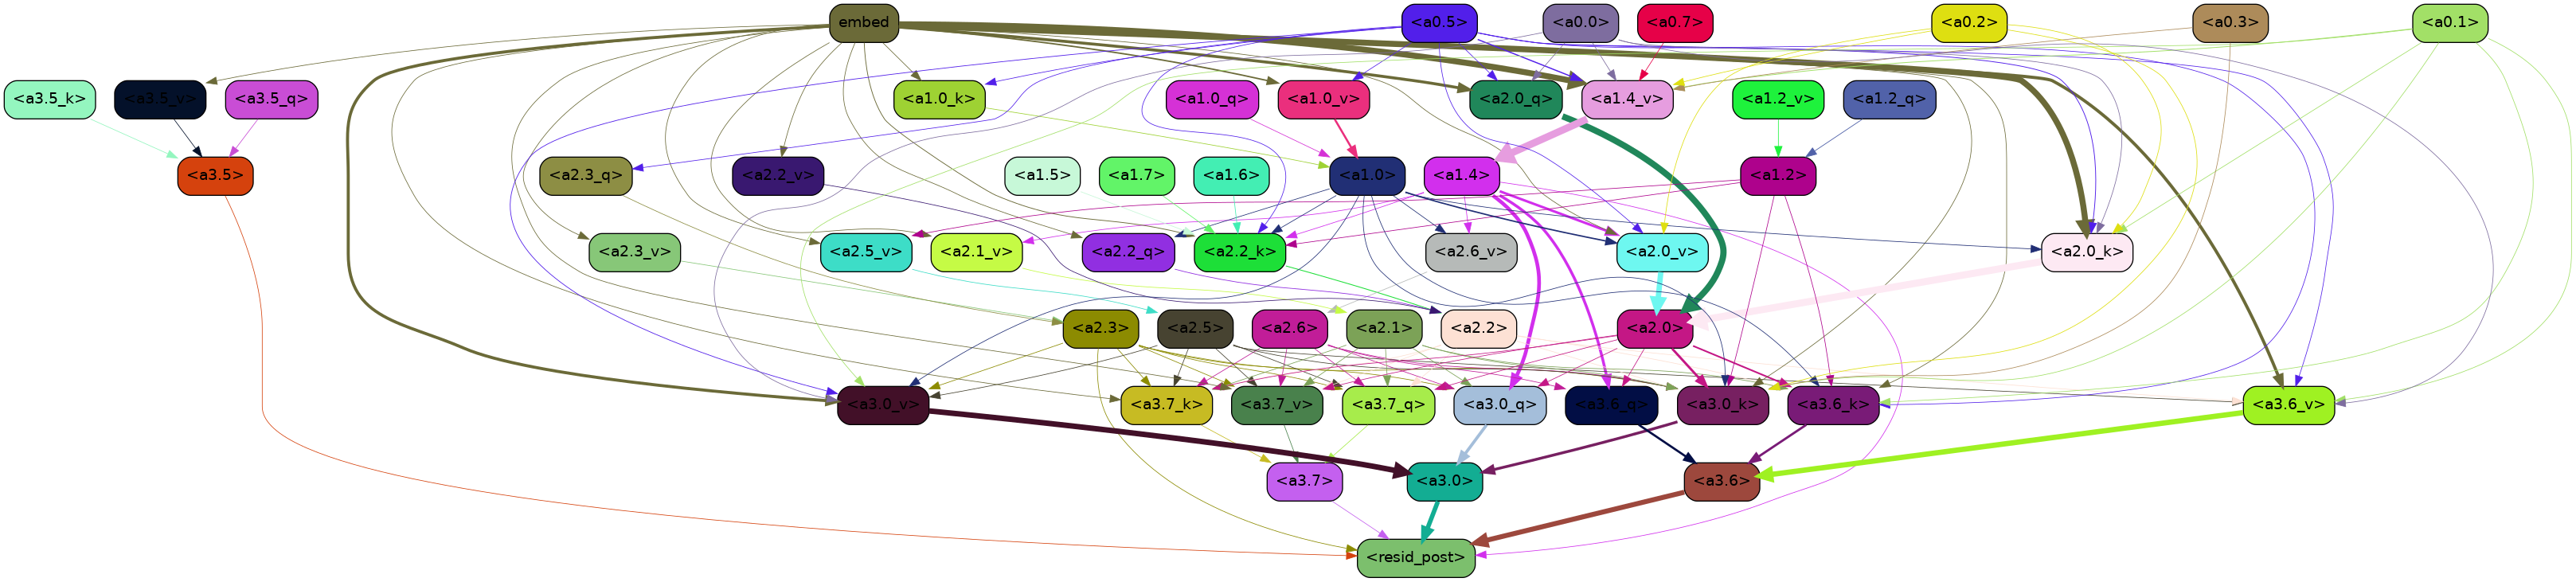 embed <a0.5> <a0.0> <a0.7> <a0.2> <a0.3> <a0.1>
<a3.5_k> <a3.5_v> <a3.5_q> <a1.0_k> <a1.0_q> <a1.0_v> <a2.0_q> <a1.4_v> <a1.2_v> <a1.2_q>
<a3.5> <a2.3_q> <a2.2_v> <a1.5> <a1.7> <a1.6> <a1.0> <a1.4> <a1.2>
<a2.3_v> <a2.5_v> <a2.1_v> <a2.2_q> <a2.2_k> <a2.6_v> <a2.0_v> <a2.0_k>
<a2.3> <a2.5> <a2.6> <a2.1> <a2.2> <a2.0>
<a3.0_v> <a3.7_k> <a3.7_v> <a3.7_q> <a3.0_q> <a3.6_q> <a3.0_k> <a3.6_k> <a3.6_v>
<a3.7> <a3.0> <a3.6>
<resid_post>